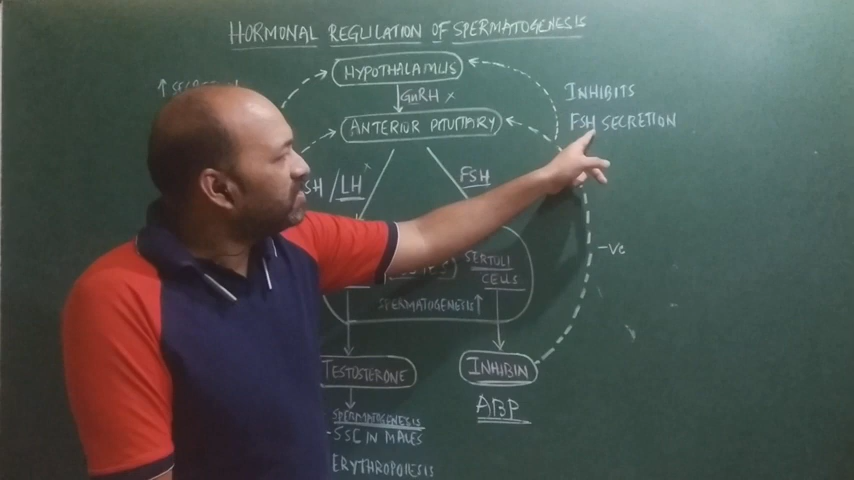 HORMONAL REGULATION OF SPERMATOGENESIS
HYPOTHALAMUS
GnRH x
ANTERIOR PITUITARY
INHIBITS
FSH SECRETION
SH / LH x
FSH
-ve
SERTOLI
CELLS
SPERMATOGENESIS↑
TESTOSTERONE
INHIBIN
ABP
SPERMATOGENESIS
-SSC IN MALES
ERYTHROPOIESIS